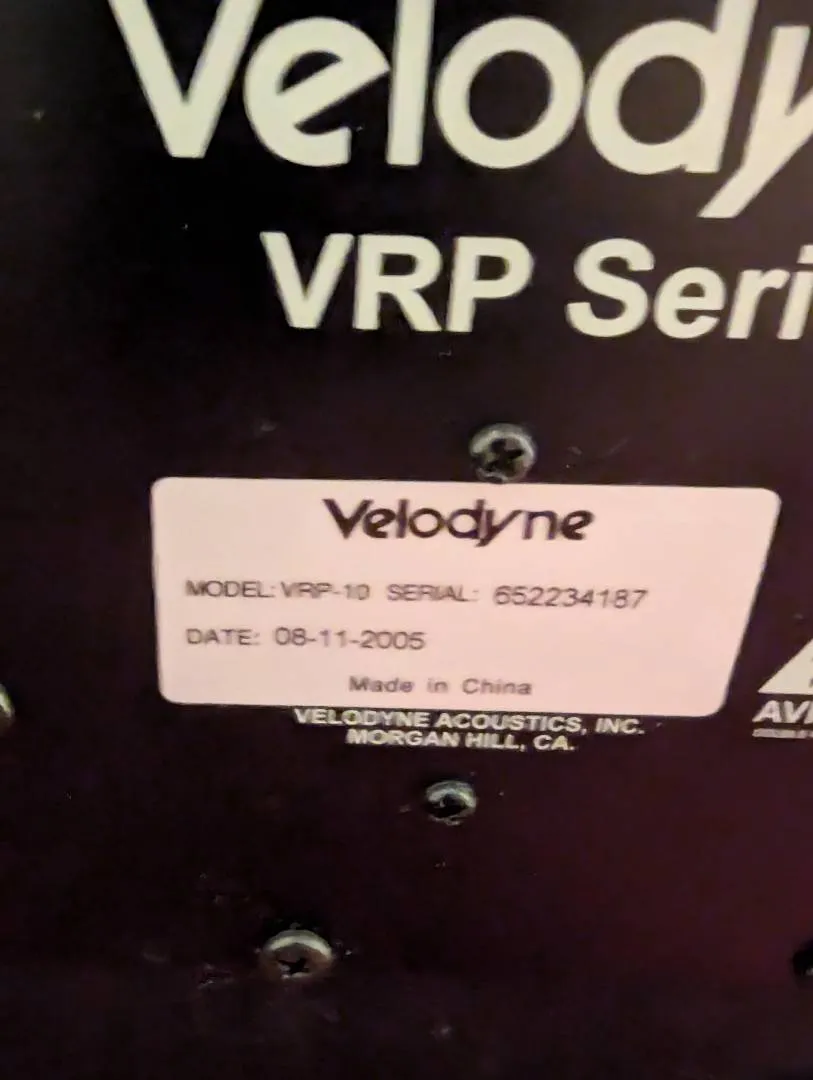 Velody
VRP Seri
Velodyne
MODEL: VRP-10 SERIAL: 652234187
DATE: 08-11-2005
Made in China
VELODYNE ACOUSTICS, INC.
MORGAN HILL, CA.
AVI